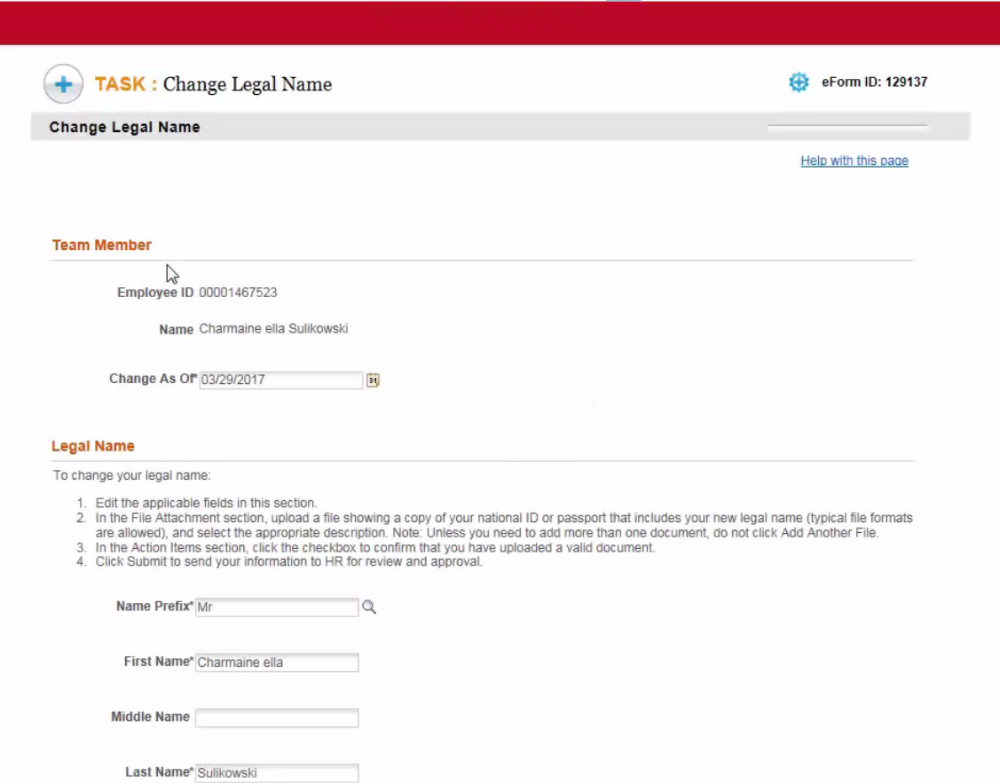 TASK : Change Legal Name
eForm ID: 129137
Change Legal Name
Help with this page
Team Member
Employee ID 00001467523
Name Charmaine ella Sulikowski
Change As Of* 03/29/2017
31
Legal Name
To change your legal name:
1. Edit the applicable fields in this section.
2. In the File Attachment section, upload a file showing a copy of your national ID or passport that includes your new legal name (typical file formats
are allowed), and select the appropriate description. Note: Unless you need to add more than one document, do not click Add Another File.
3. In the Action Items section, click the checkbox to confirm that you have uploaded a valid document.
4. Click Submit to send your information to HR for review and approval.
Name Prefix* Mr
First Name* Charmaine ella
Middle Name
Last Name* Sulikowski